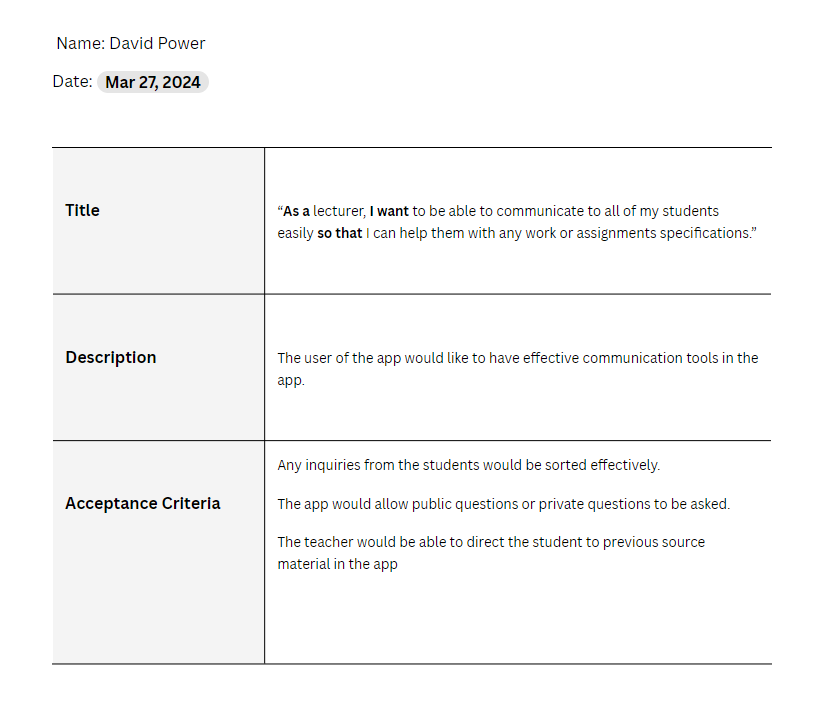 Name: David Power
Date: Mar 27, 2024
Title
“As a lecturer, I want to be able to communicate to all of my students
easily so that I can help them with any work or assignments specifications.”
Description
The user of the app would like to have effective communication tools in the
app.
Acceptance Criteria
Any inquiries from the students would be sorted effectively.
The app would allow public questions or private questions to be asked.
The teacher would be able to direct the student to previous source
material in the app